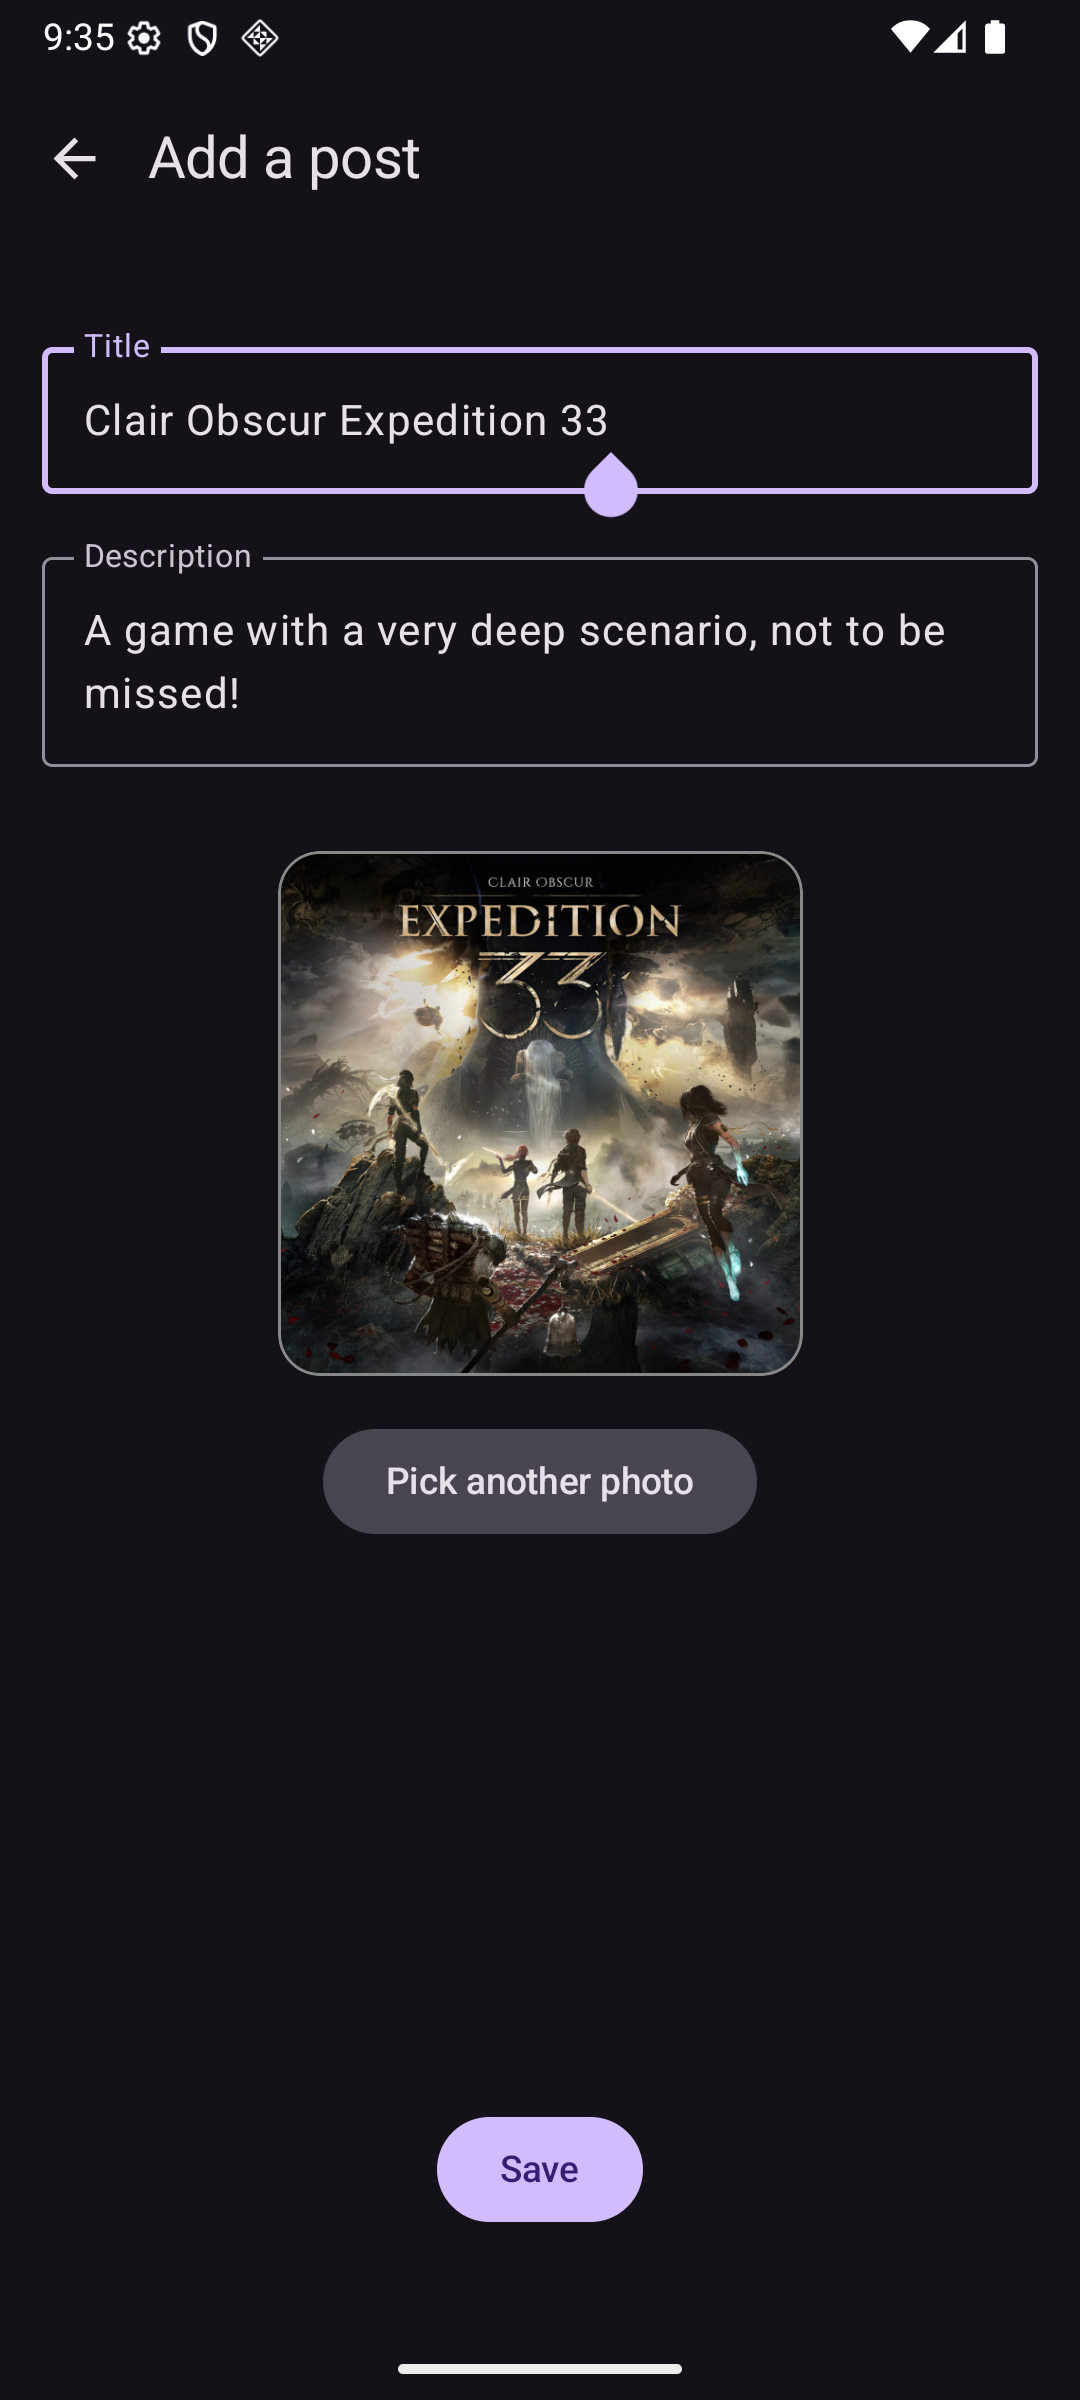 9:35
Add a post
Title
Clair Obscur Expedition 33
Description
A game with a very deep scenario, not to be
missed!
CLAIR OBSCUR
EXPEDITION
33
Pick another photo
Save